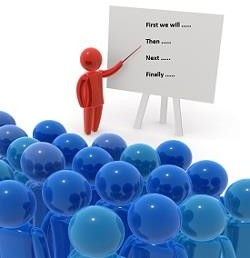 First we will .....
Then .....
Next .....
Finally .....